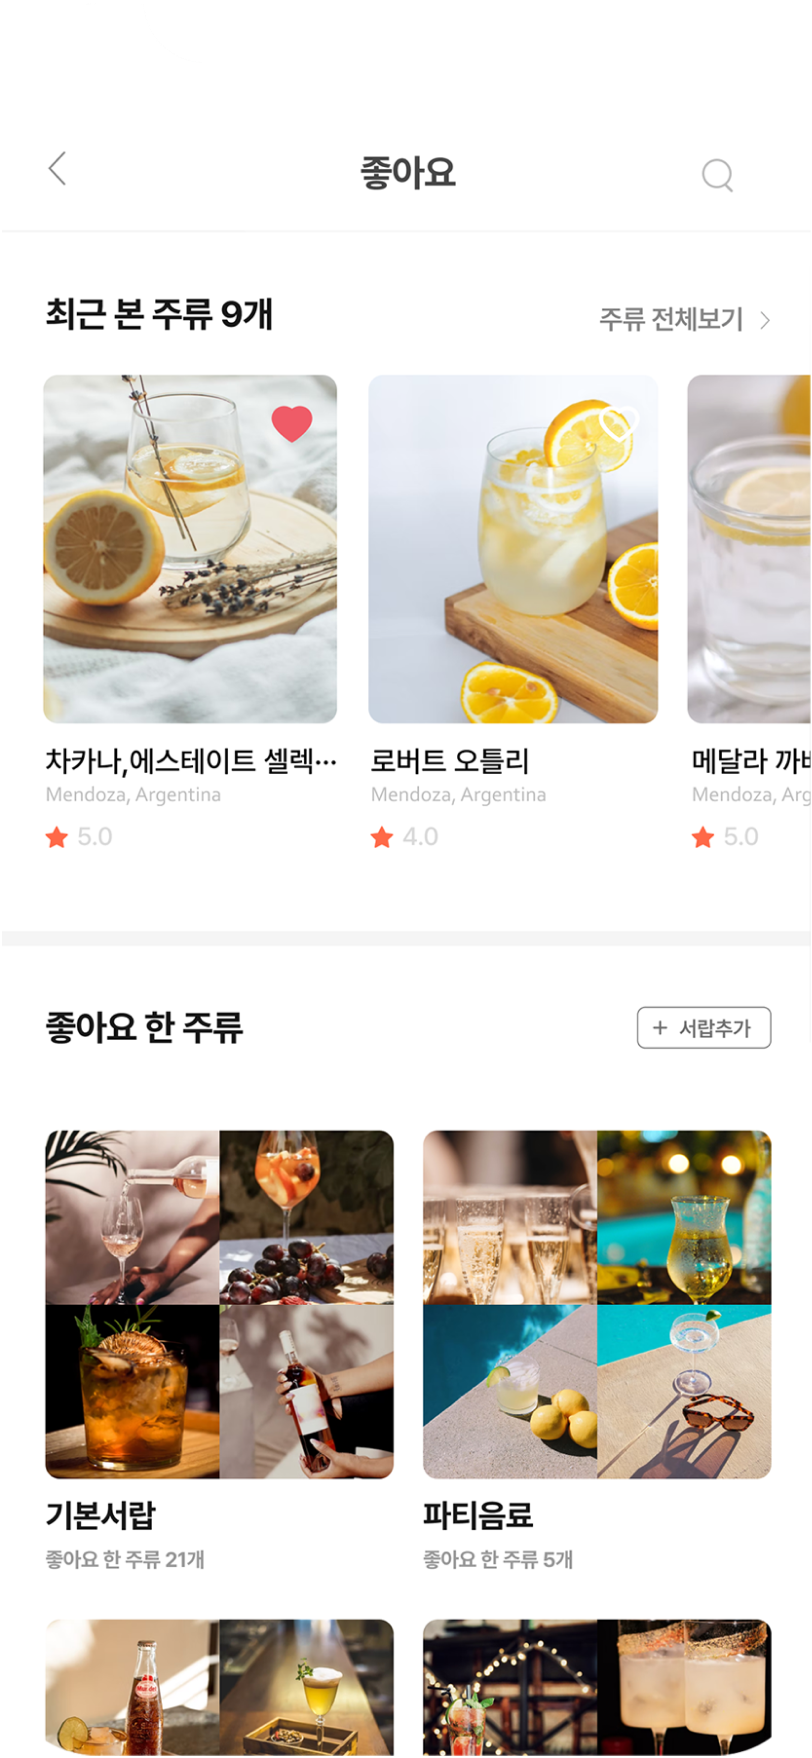 좋아요
최근 본 주류 9개
주류 전체보기
차카나,에스테이트 셀렉···
Mendoza, Argentina
5.0
로버트 오틀리
Mendoza, Argentina
4.0
메달라
Mendoza,
5.0
좋아요 한 주류
+ 서랍추가
기본서랍
좋아요 한 주류 21개
파티음료
좋아요 한 주류 5개